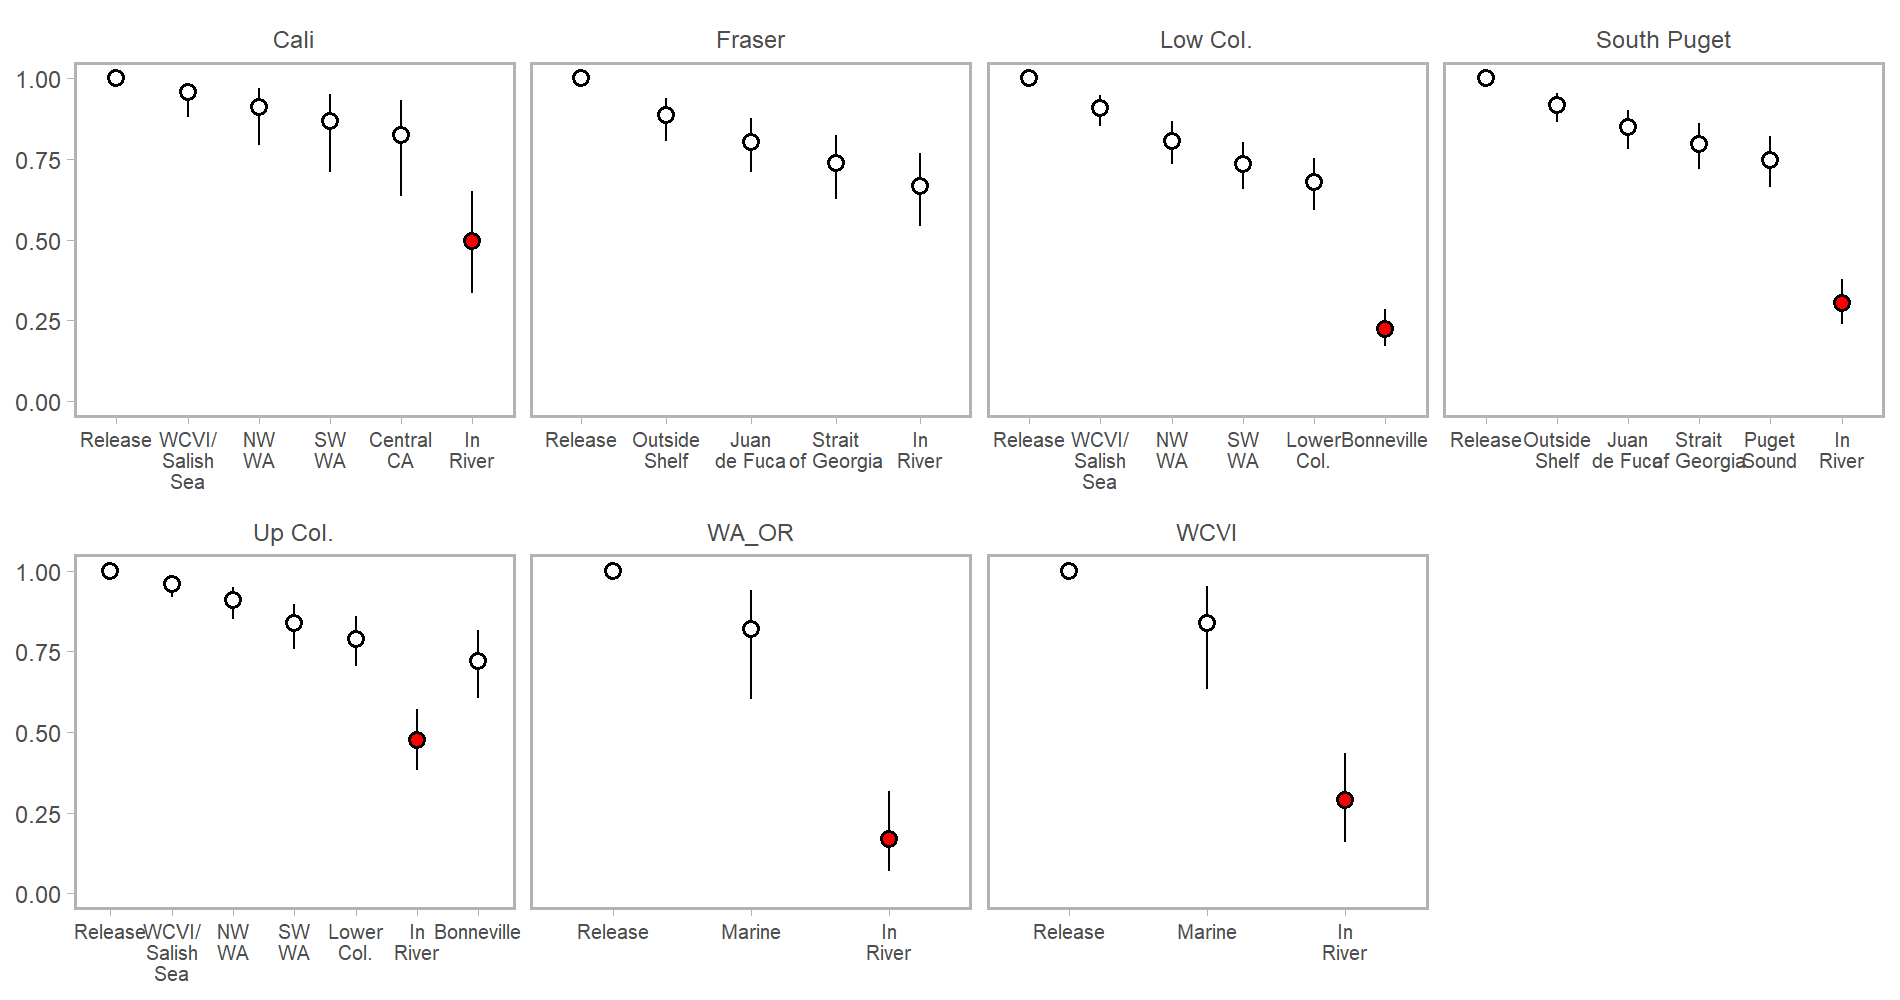 Cali Fraser Low Col. South Puget
1.00
0.75
0.50
0.25
0.00
Release WCVI/ NW SW Central In Release Outside Juan Strait In Release WCVI/ NW SW Lower Bonneville Release Outside Juan Strait Puget In
Salish WA WA CA River Shelf de Fuca of Georgia River Salish WA WA Col. Shelf de Fuca of Georgia Sound River
Sea Sea
Up Col. WA_OR WCVI
1.00
0.75
0.50
0.25
0.00
Release WCVI/ NW SW Lower In Bonneville Release Marine In Release Marine In
Salish WA WA Col. River River River
Sea